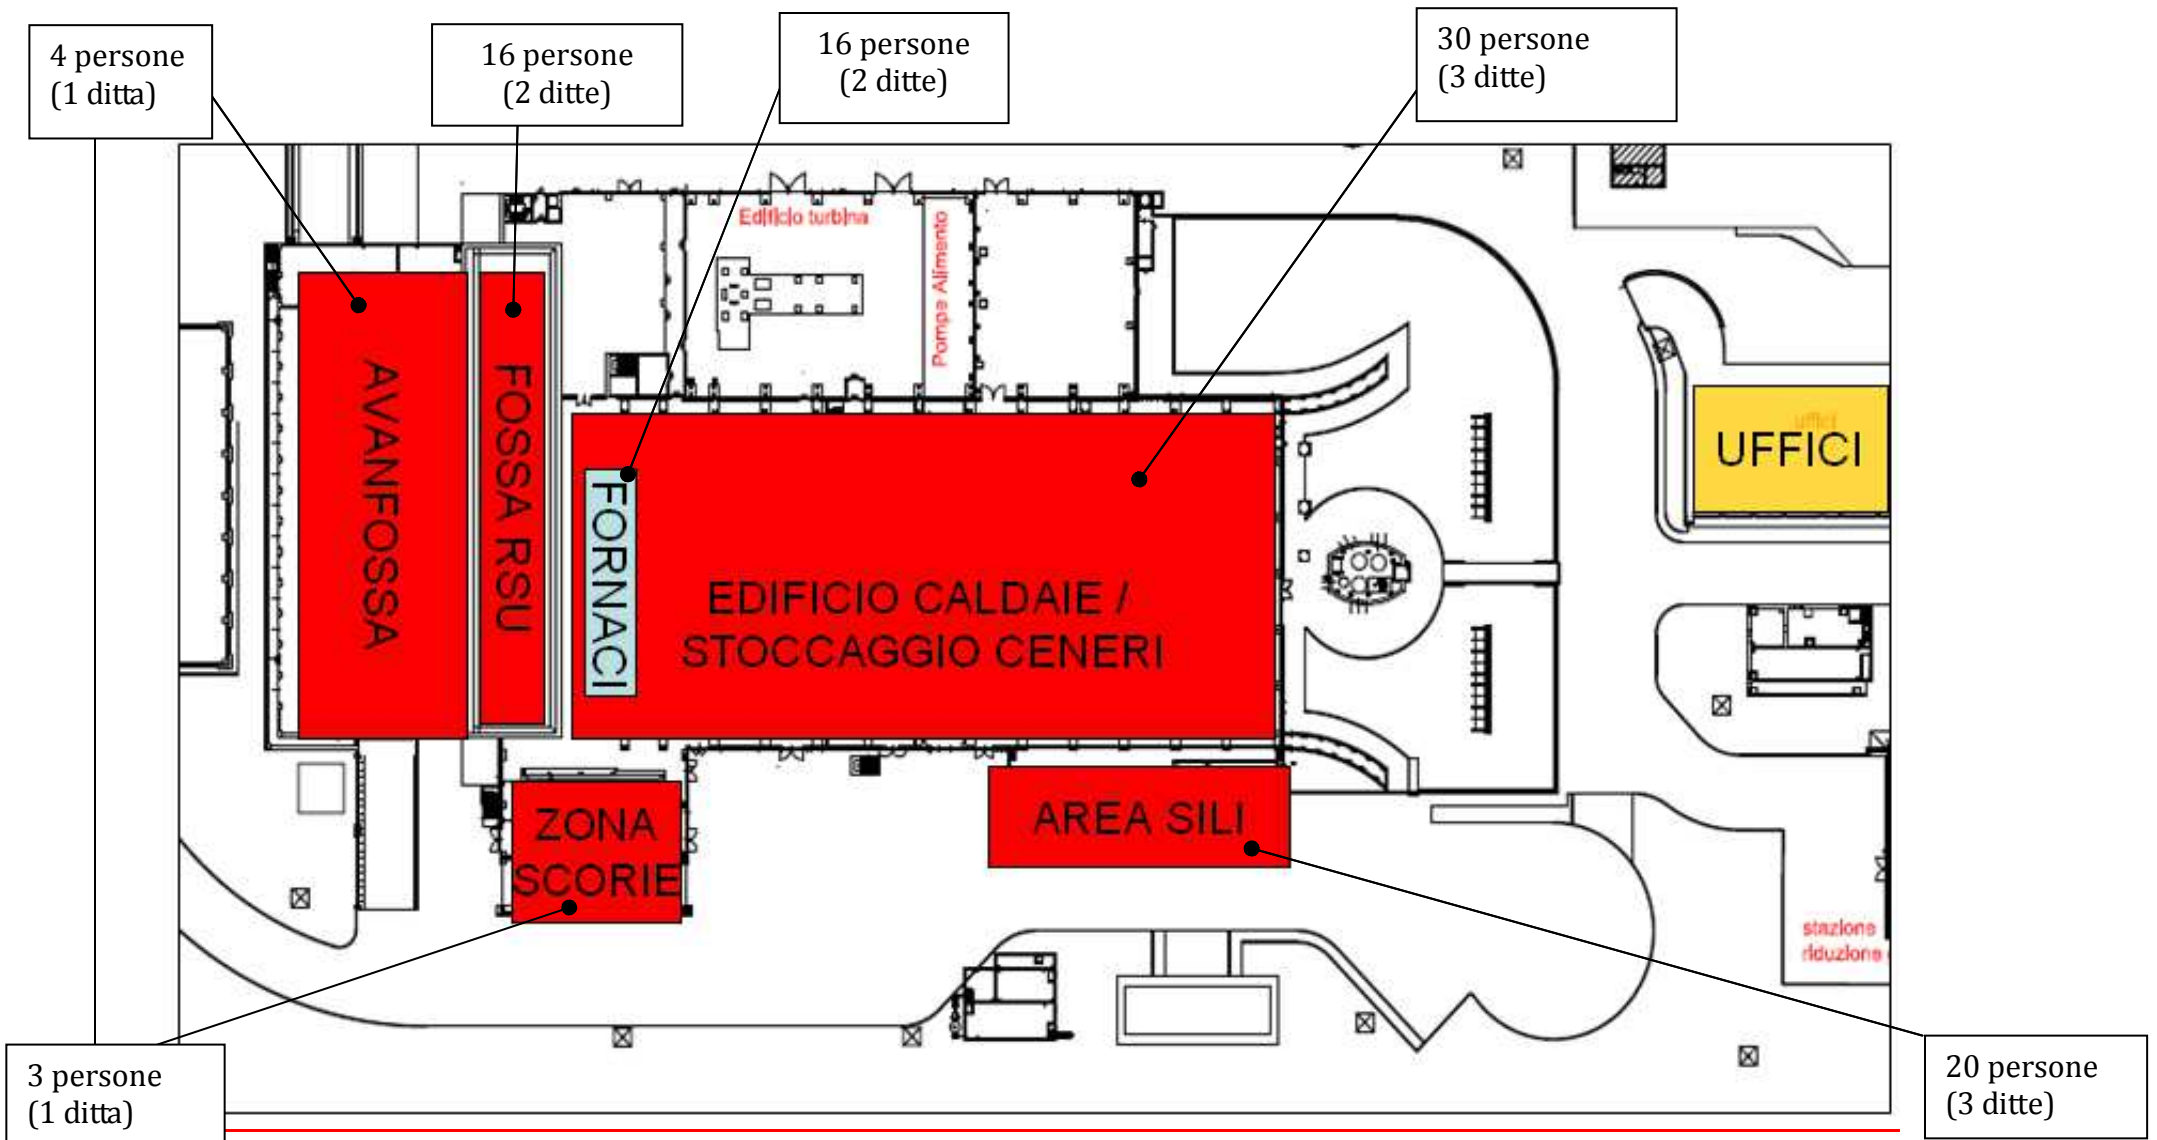 4 persone
(1 ditta)
16 persone
(2 ditte)
16 persone
(2 ditte)
30 persone
(3 ditte)
Edificio turbina
Pompe Alimento
AVANFOSSA
FOSSA RSU
FORNACI
EDIFICIO CALDAIE /
STOCCAGGIO CENERI
uffici
UFFICI
ZONA
SCORIE
AREA SILI
stazione
riduzione
3 persone
(1 ditta)
20 persone
(3 ditte)